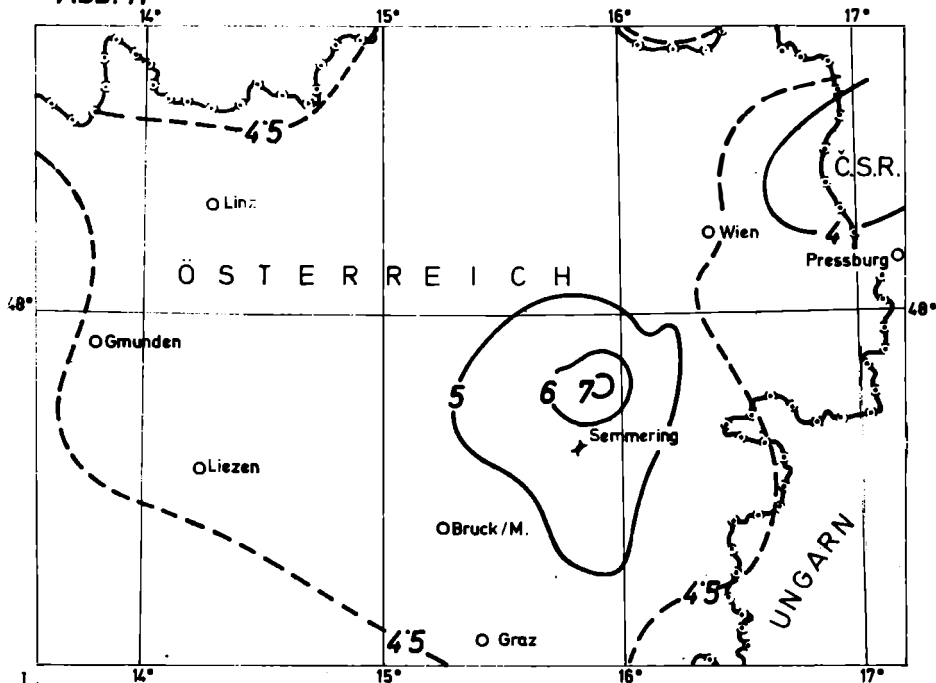 14° 15° 16° 17°
4·5
Č.S.R.
Linz
4
Wien
Pressburg
ÖSTERREICH
48° 48°
Gmunden
5 6 7
Semmering
Liezen
Bruck/M.
UNGARN
4·5
4·5
Graz
14° 15° 16° 17°